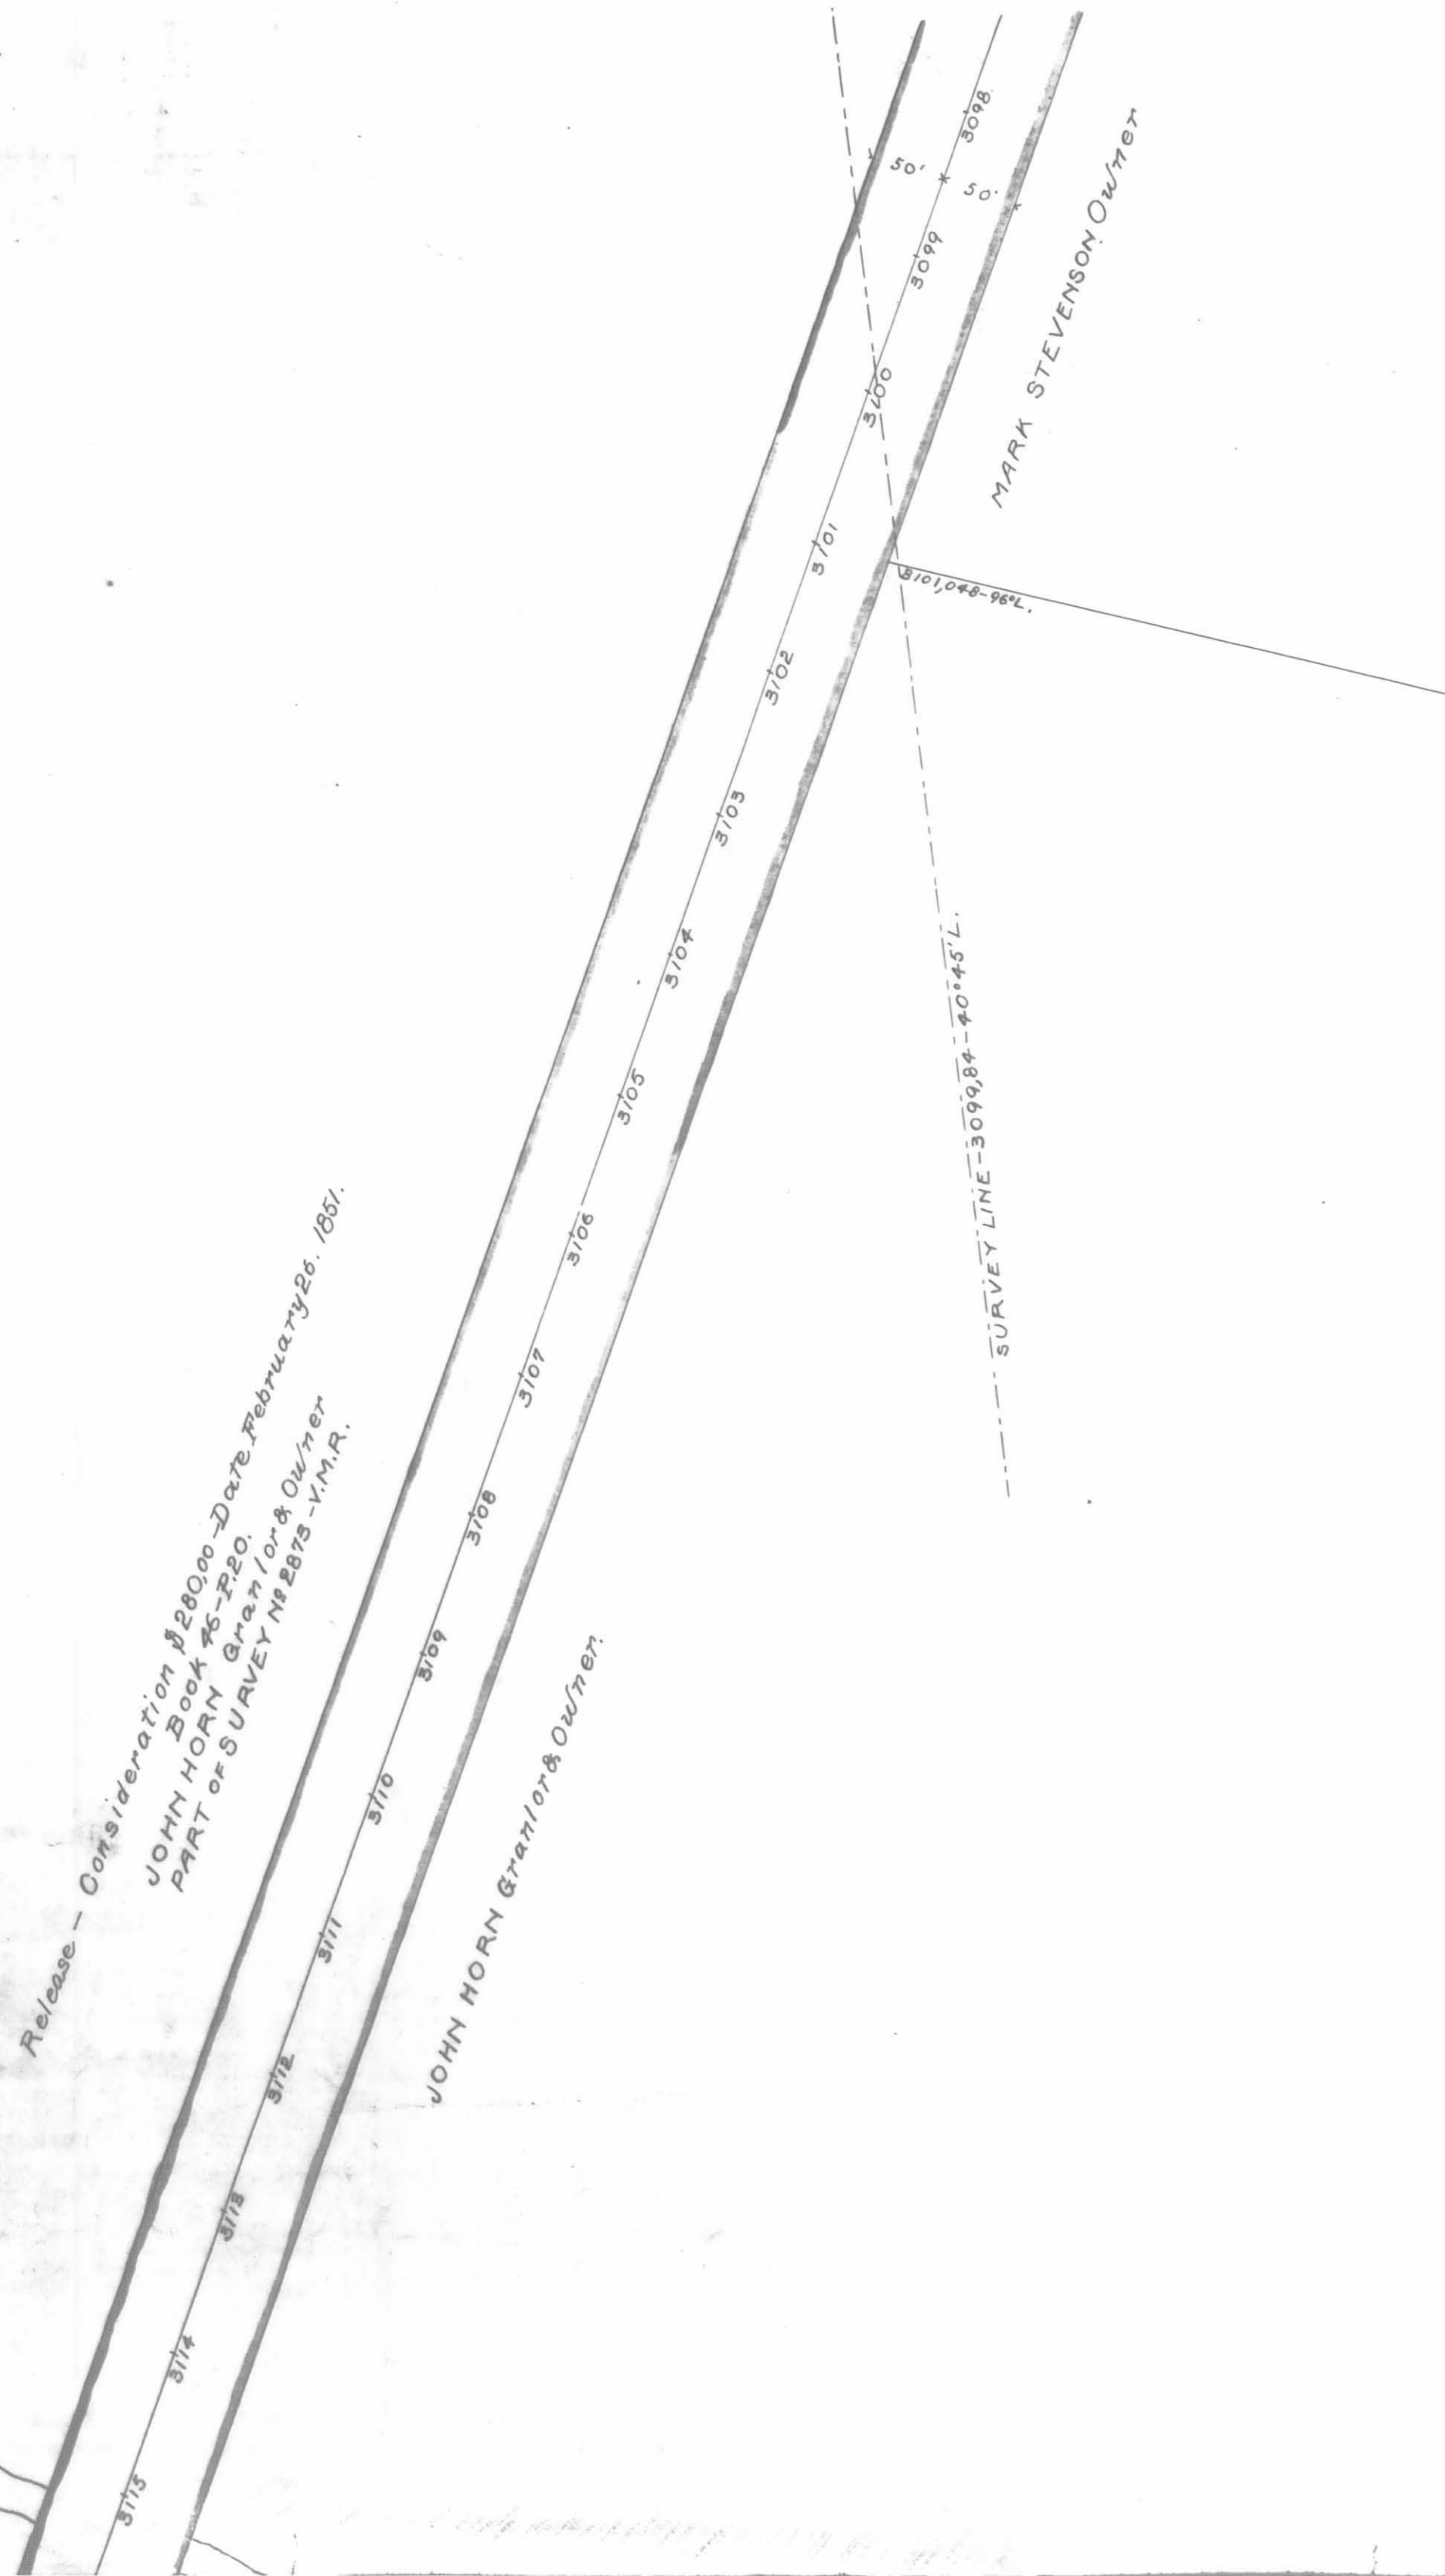 3098
50'
50'
3099
3100
MARK STEVENSON Owner
3101
3101,048-96°L.
3102
3103
3104
SURVEY LINE-3099,84-40°45'L.
3105
3106
3107
Release - Consideration $280,00-Date February 26. 1851.
Book 46-P.20.
JOHN HORN Grantor & Owner
PART OF SURVEY No 2873-V.M.R.
3108
3109
JOHN HORN Grantor & Owner.
3110
3111
3112
3113
3114
3115